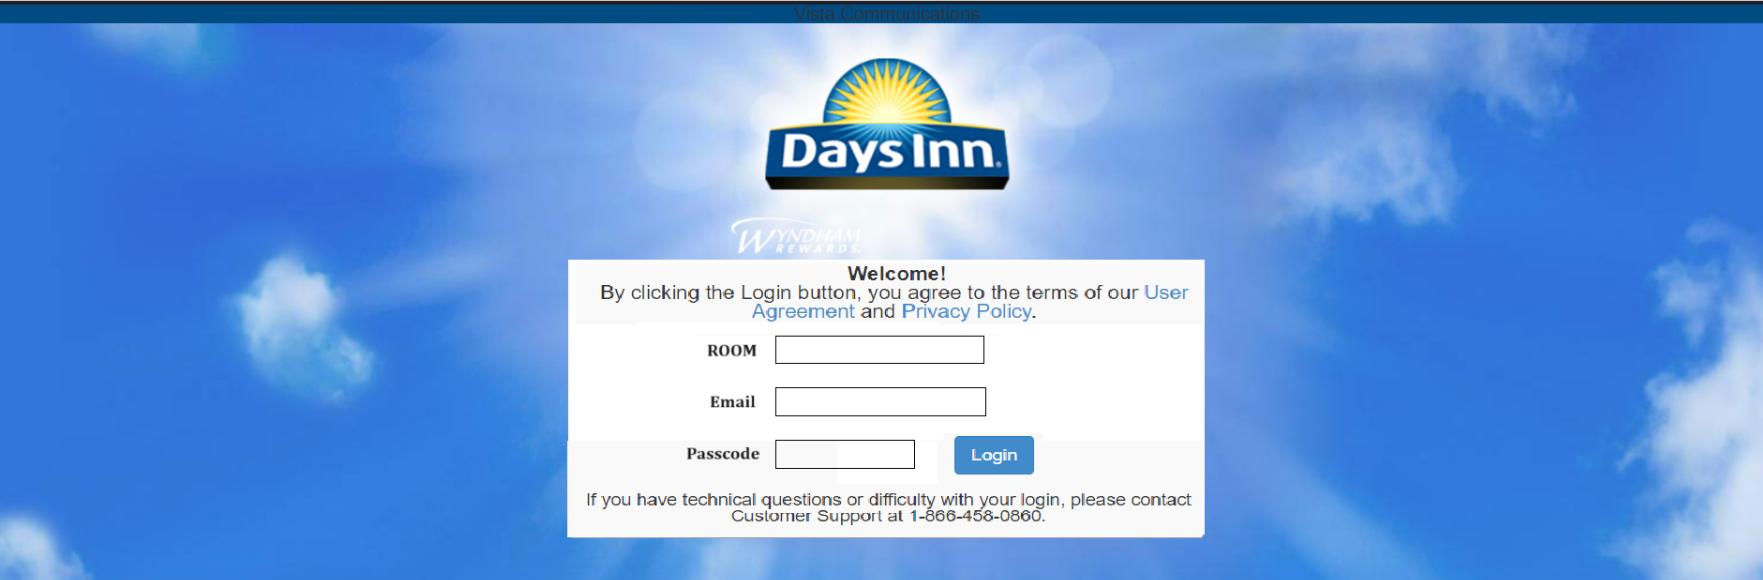 Vista Communications
Days Inn®
WYNDHAM
REWARDS.
Welcome!
By clicking the Login button, you agree to the terms of our User
Agreement and Privacy Policy.
ROOM
Email
Passcode
Login
If you have technical questions or difficulty with your login, please contact
Customer Support at 1-866-458-0860.